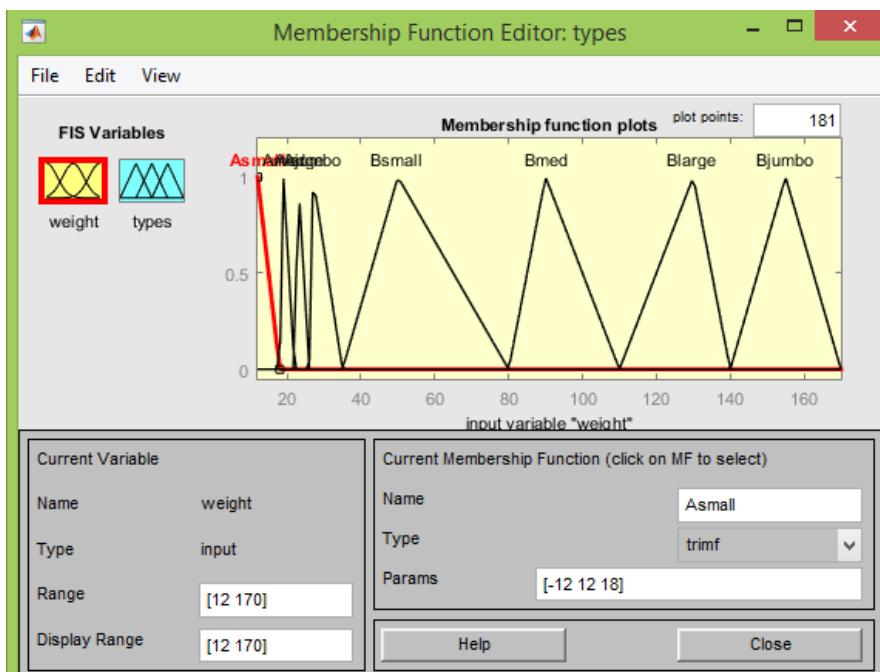 Membership Function Editor: types
File Edit View
FIS Variables
weight
types
Membership function plots
plot points:
181
Asmall
Bsmall
Bmed
Blarge
Bjumbo
1
0.5
0
20 40 60 80 100 120 140 160
input variable "weight"
Current Variable
Name weight
Type input
Range [12 170]
Display Range [12 170]
Current Membership Function (click on MF to select)
Name Asmall
Type trimf
Params [-12 12 18]
Help
Close